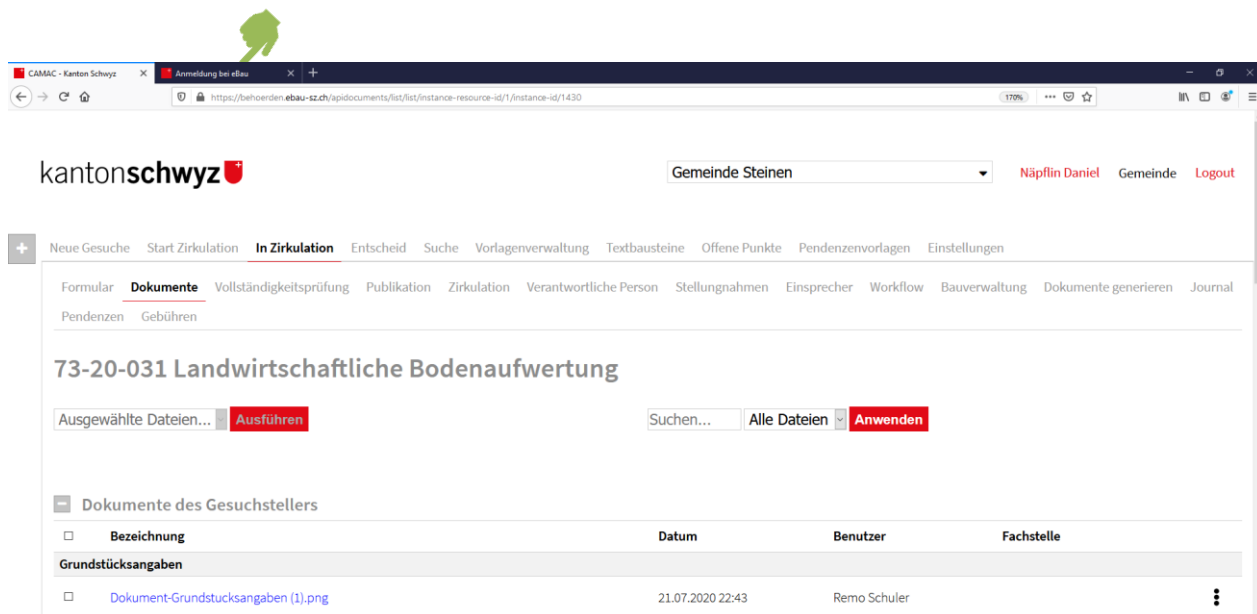 CAMAC - Kanton Schwyz
Anmeldung bei eBau
https://behoerden.ebau-sz.ch/apidocuments/list/list/instance-resource-id/1/instance-id/1430
170%
kantonschwyz
Gemeinde Steinen
Näpflin Daniel Gemeinde Logout
Neue Gesuche Start Zirkulation In Zirkulation Entscheid Suche Vorlagenverwaltung Textbausteine Offene Punkte Pendenzenvorlagen Einstellungen
Formular Dokumente Vollständigkeitsprüfung Publikation Zirkulation Verantwortliche Person Stellungnahmen Einsprecher Workflow Bauverwaltung Dokumente generieren Journal
Pendenzen Gebühren
73-20-031 Landwirtschaftliche Bodenaufwertung
Ausgewählte Dateien... Ausführen Suchen... Alle Dateien Anwenden
Dokumente des Gesuchstellers
Bezeichnung Datum Benutzer Fachstelle
Grundstücksangaben
Dokument-Grundstucksangaben (1).png 21.07.2020 22:43 Remo Schuler